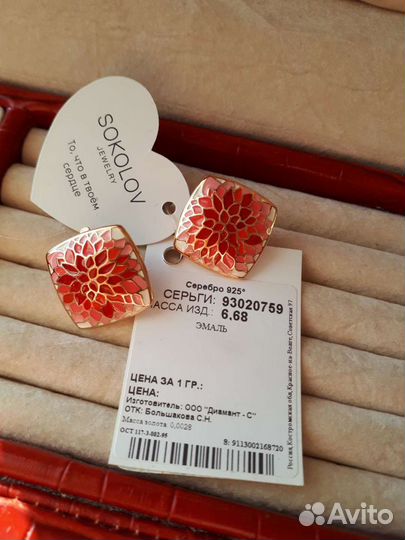 SOKOLOV
JEWELRY
То, что в твоём
сердце
Серебро 925°
СЕРЬГИ: 93020759
МАССА ИЗД.: 6.68
ЭМАЛЬ
ЦЕНА ЗА 1 ГР.:
ЦЕНА:
Изготовитель: ООО "Диамант - С"
ОТК: Большакова С.Н.
Масса золота: 0,0028
ОСТ 117-3-002-95
8: 9113002168720
Россия, Костромская обл, Красное-на-Волге, Советская 97
Avito